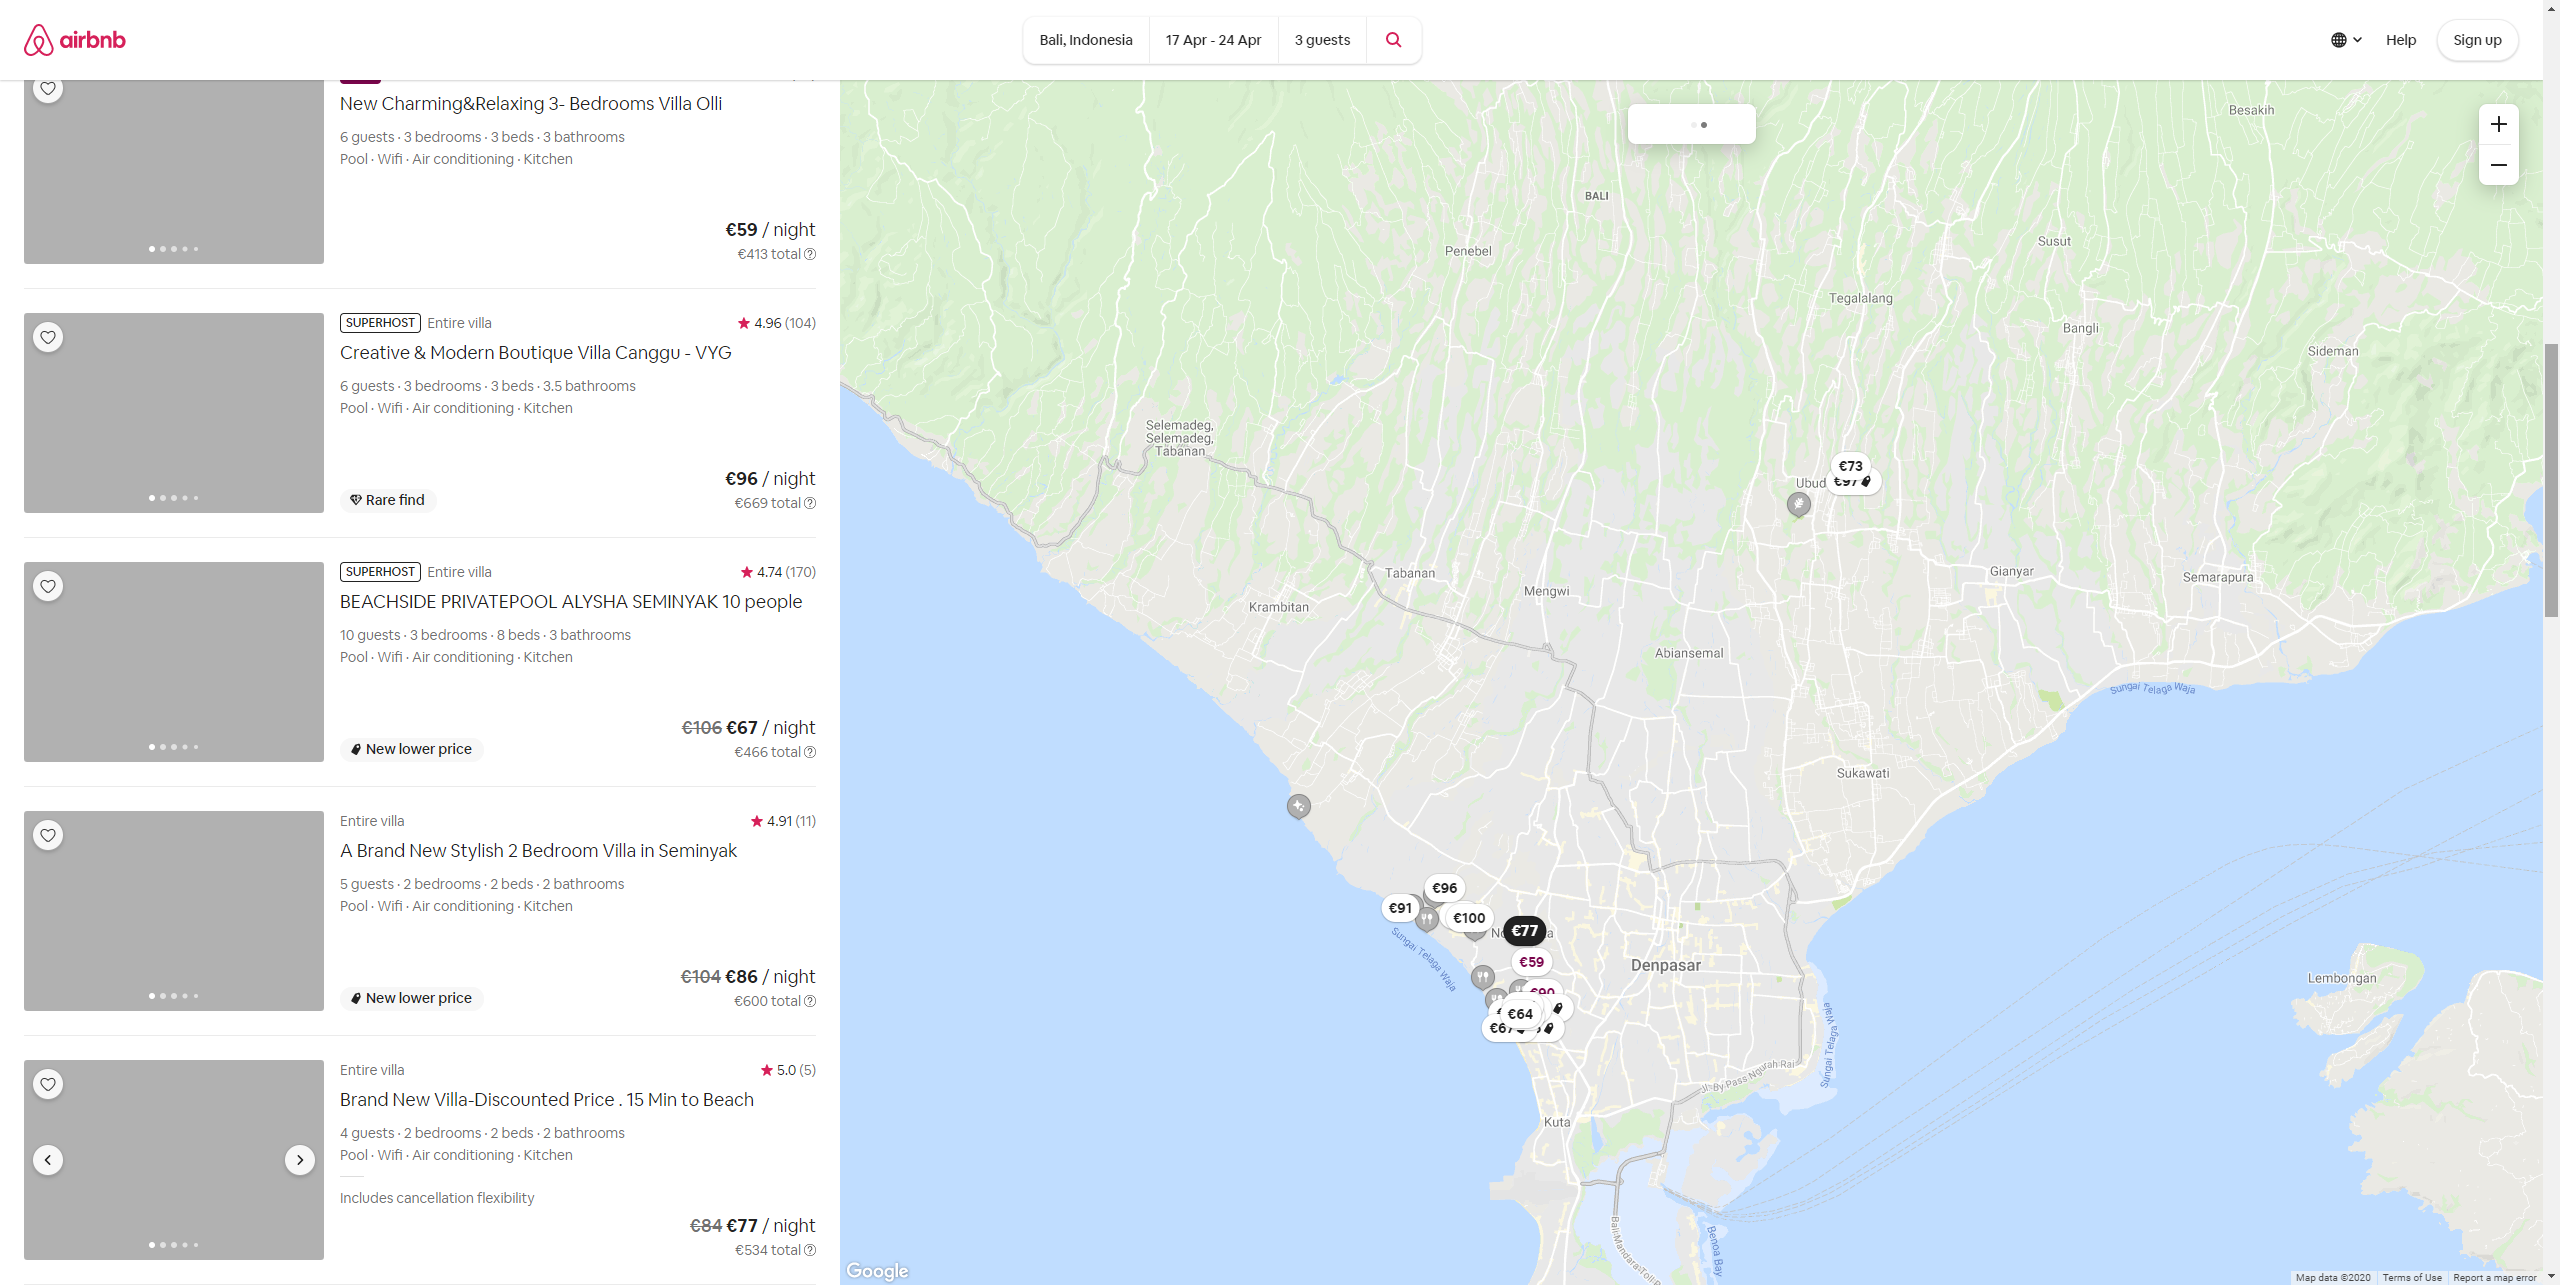 airbnb
Bali, Indonesia
17 Apr - 24 Apr
3 guests
Help
Sign up
New Charming&Relaxing 3- Bedrooms Villa Olli
6 guests · 3 bedrooms · 3 beds · 3 bathrooms
Pool · Wifi · Air conditioning · Kitchen
€59 / night
€413 total
SUPERHOST Entire villa
4.96 (104)
Creative & Modern Boutique Villa Canggu - VYG
6 guests · 3 bedrooms · 3 beds · 3.5 bathrooms
Pool · Wifi · Air conditioning · Kitchen
€96 / night
Rare find
€669 total
SUPERHOST Entire villa
4.74 (170)
BEACHSIDE PRIVATEPOOL ALYSHA SEMINYAK 10 people
10 guests · 3 bedrooms · 8 beds · 3 bathrooms
Pool · Wifi · Air conditioning · Kitchen
€106 €67 / night
New lower price
€466 total
Entire villa
4.91 (11)
A Brand New Stylish 2 Bedroom Villa in Seminyak
5 guests · 2 bedrooms · 2 beds · 2 bathrooms
Pool · Wifi · Air conditioning · Kitchen
€104 €86 / night
New lower price
€600 total
Entire villa
5.0 (5)
Brand New Villa-Discounted Price . 15 Min to Beach
4 guests · 2 bedrooms · 2 beds · 2 bathrooms
Pool · Wifi · Air conditioning · Kitchen
Includes cancellation flexibility
€84 €77 / night
€534 total
Besakih
BALI
Penebel
Susut
Tegalalang
Bangli
Sideman
Selemadeg,
Selemadeg,
Tabanan
€73
Ubud
€97
Tabanan
Gianyar
Semarapura
Mengwi
Krambitan
Abiansemal
Sungai Telaga Waja
Sukawati
€96
€91
€100
€77
Sungai Telaga Waja
€59
Denpasar
Lembongan
€90
€64
€67
Sungai Telaga Waja
Jl. By Pass Ngurah Rai
Kuta
Bali Mandara Toll
Benoa Bay
Google
Map data ©2020
Terms of Use
Report a map error